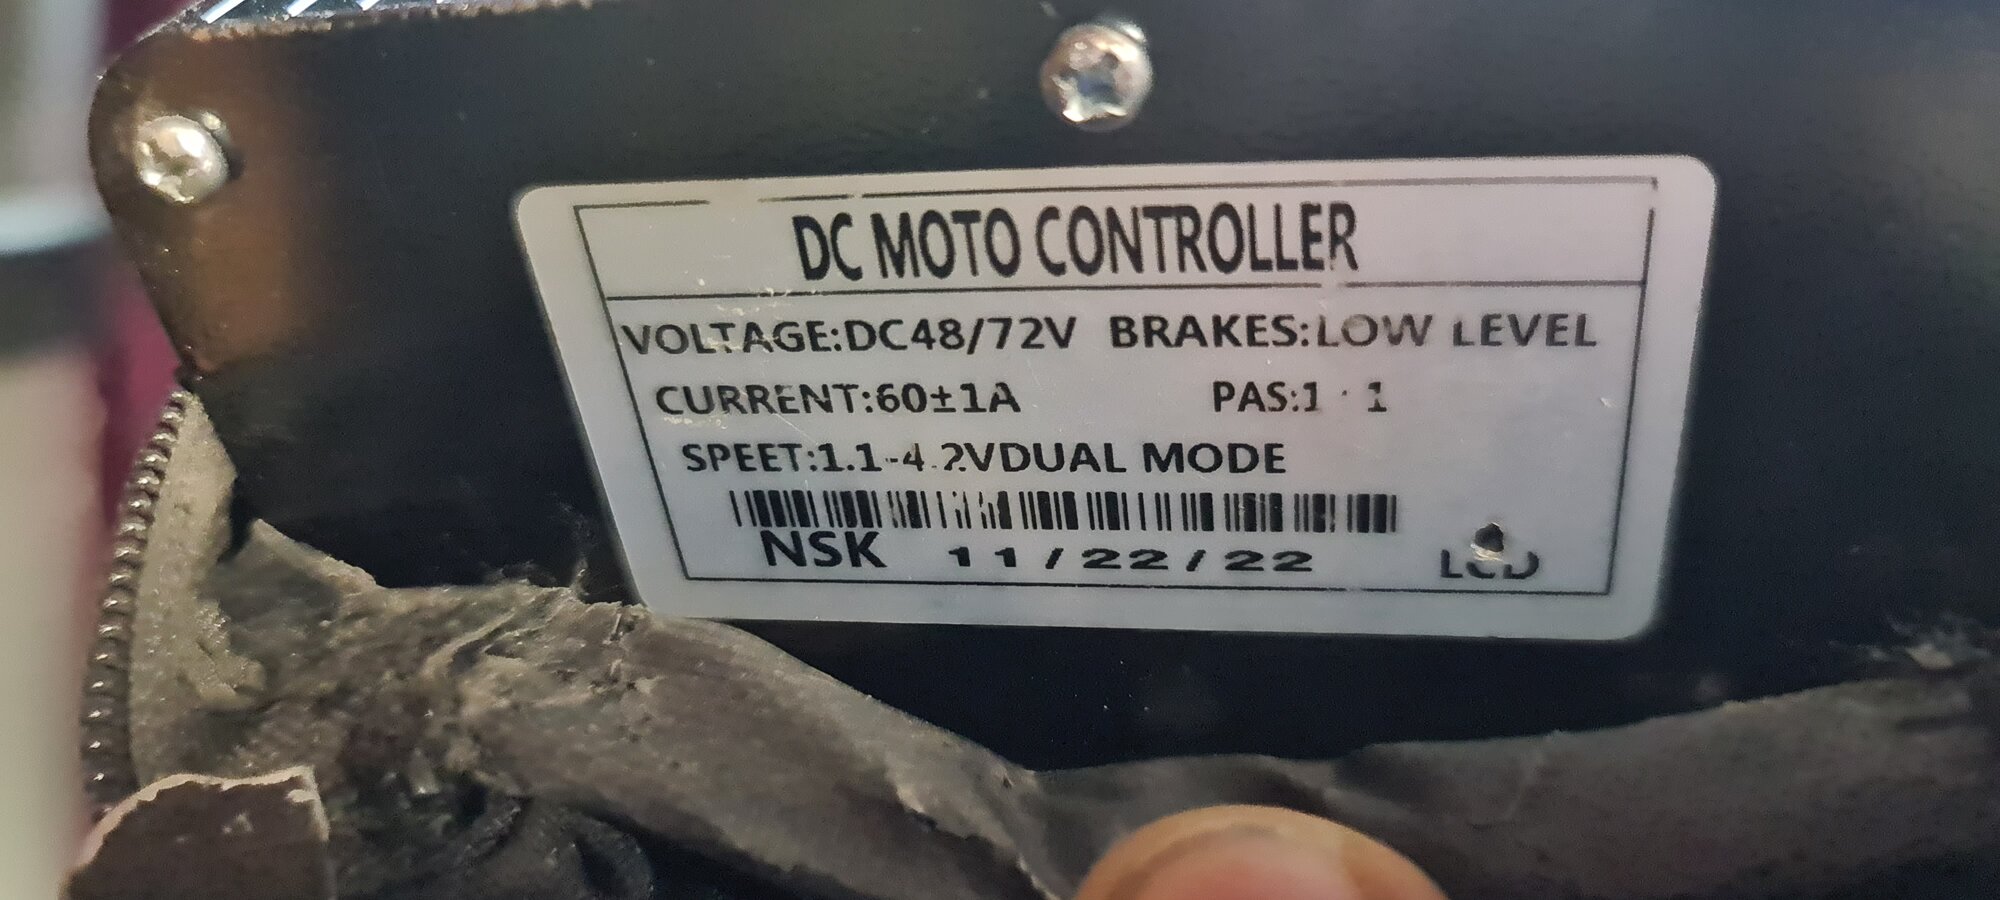 DC MOTO CONTROLLER
VOLTAGE:DC48/72V BRAKES:LOW LEVEL
CURRENT:60±1A PAS:1 · 1
SPEET:1.1-4.2VDUAL MODE
NSK 11/22/22 LCD